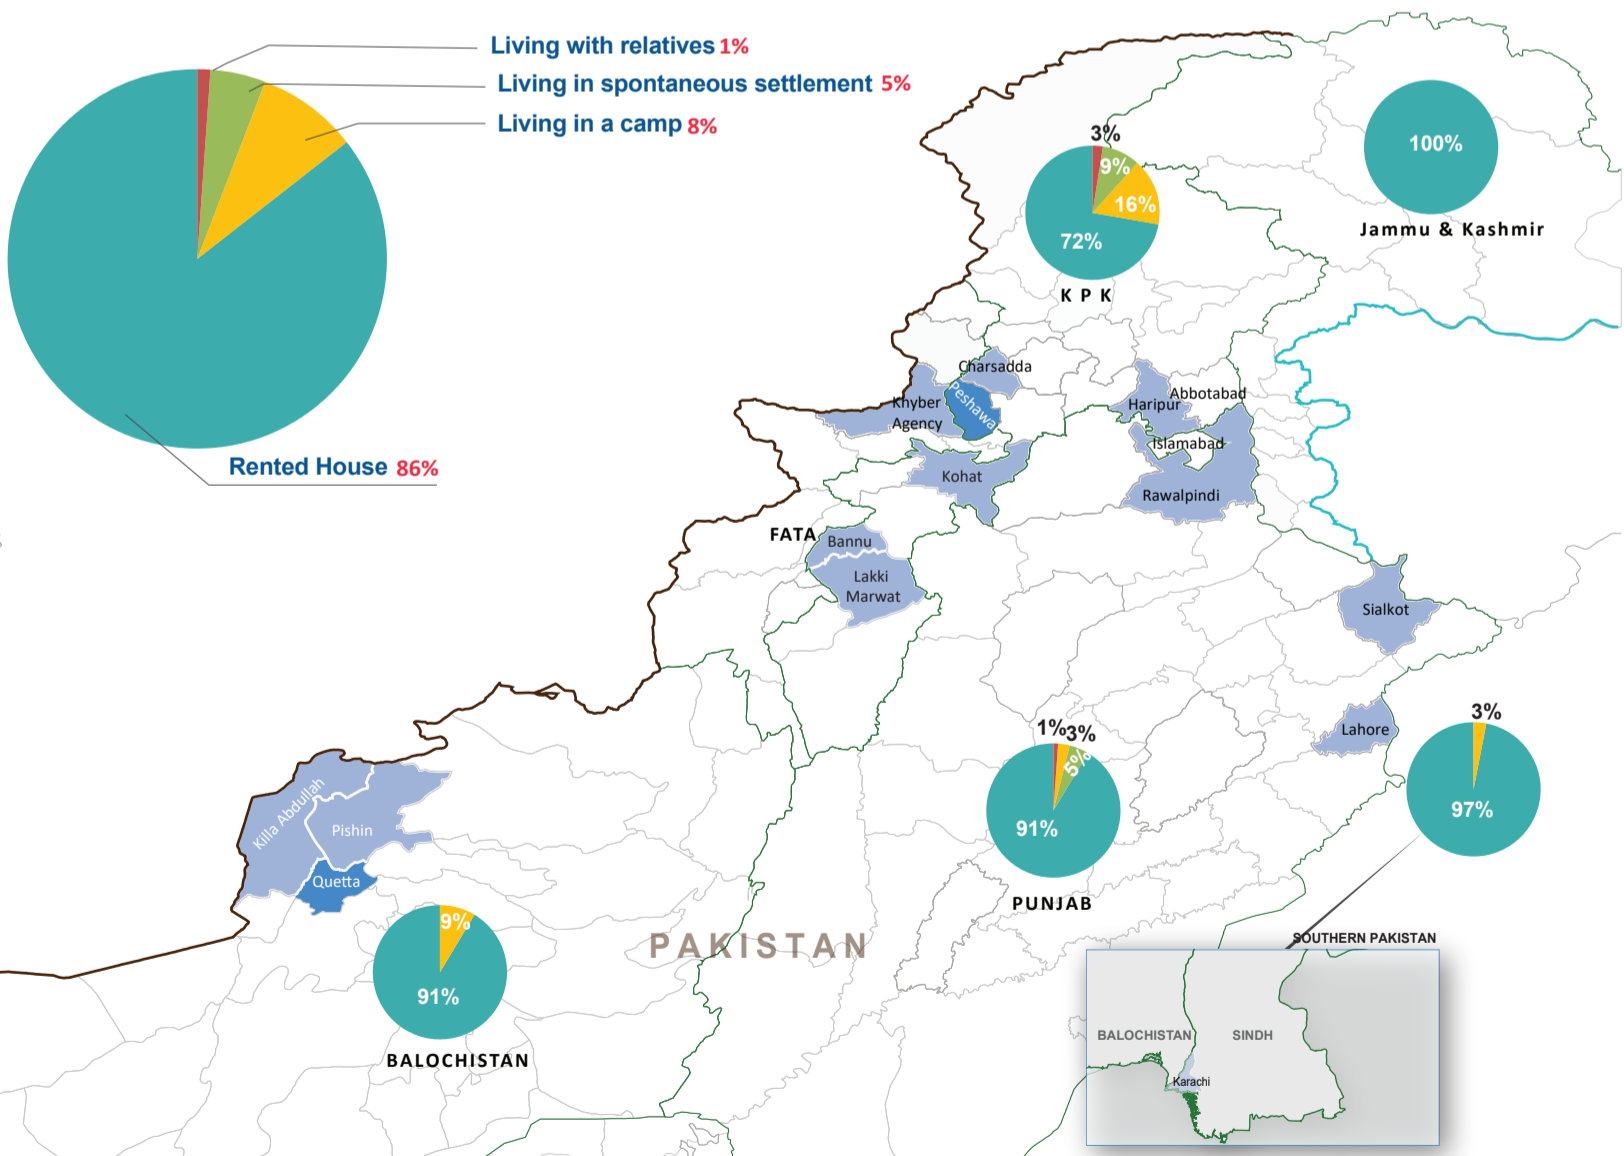 Living with relatives 1%
Living in spontaneous settlement 5%
Living in a camp 8%
Rented House 86%
3%
9%
16%
72%
K P K
100%
Jammu & Kashmir
Charsadda
Khyber
Agency
Peshawa
Haripur
Abbotabad
Islamabad
Rawalpindi
Kohat
FATA
Bannu
Lakki
Marwat
Sialkot
Lahore
Killa Abdullah
Pishin
Quetta
9%
91%
BALOCHISTAN
PAKISTAN
1%
3%
5%
91%
PUNJAB
3%
97%
SOUTHERN PAKISTAN
BALOCHISTAN
SINDH
Karachi